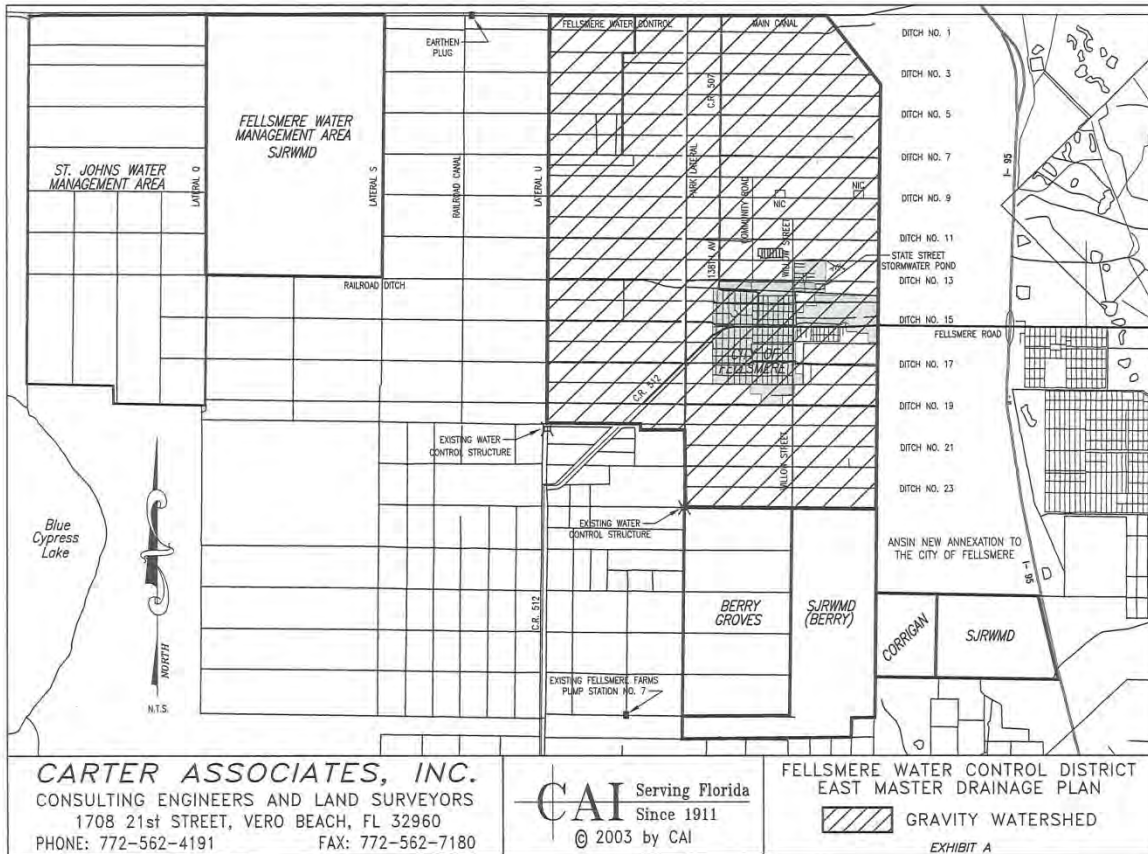 FELLSMERE WATER CONTROL
MAIN CANAL
EARTHEN
PLUG
DITCH NO. 1
DITCH NO. 3
DITCH NO. 5
DITCH NO. 7
DITCH NO. 9
DITCH NO. 11
STATE STREET
STORMWATER POND
DITCH NO. 13
DITCH NO. 15
FELLSMERE ROAD
DITCH NO. 17
DITCH NO. 19
DITCH NO. 21
DITCH NO. 23
I- 95
I- 95
C.R. 507
PARK LATERAL
138TH AV
COMMUNITY ROAD
WILLOW STREET
NIC
NIC
FELLSMERE WATER
MANAGEMENT AREA
SJRWMD
ST. JOHNS WATER
MANAGEMENT AREA
LATERAL Q
LATERAL S
RAILROAD CANAL
LATERAL U
RAILROAD DITCH
CITY OF
FELLSMERE
C.R. 512
WILLOW STREET
EXISTING WATER
CONTROL STRUCTURE
EXISTING WATER
CONTROL STRUCTURE
ANSIN NEW ANNEXATION TO
THE CITY OF FELLSMERE
Blue
Cypress
Lake
NORTH
N.T.S.
C.R. 512
BERRY
GROVES
SJRWMD
(BERRY)
CORRIGAN
SJRWMD
EXISTING FELLSMERE FARMS
PUMP STATION NO. 7
CARTER ASSOCIATES, INC.
CONSULTING ENGINEERS AND LAND SURVEYORS
1708 21st STREET, VERO BEACH, FL 32960
PHONE: 772-562-4191 FAX: 772-562-7180
CAI Serving Florida
Since 1911
© 2003 by CAI
FELLSMERE WATER CONTROL DISTRICT
EAST MASTER DRAINAGE PLAN
GRAVITY WATERSHED
EXHIBIT A